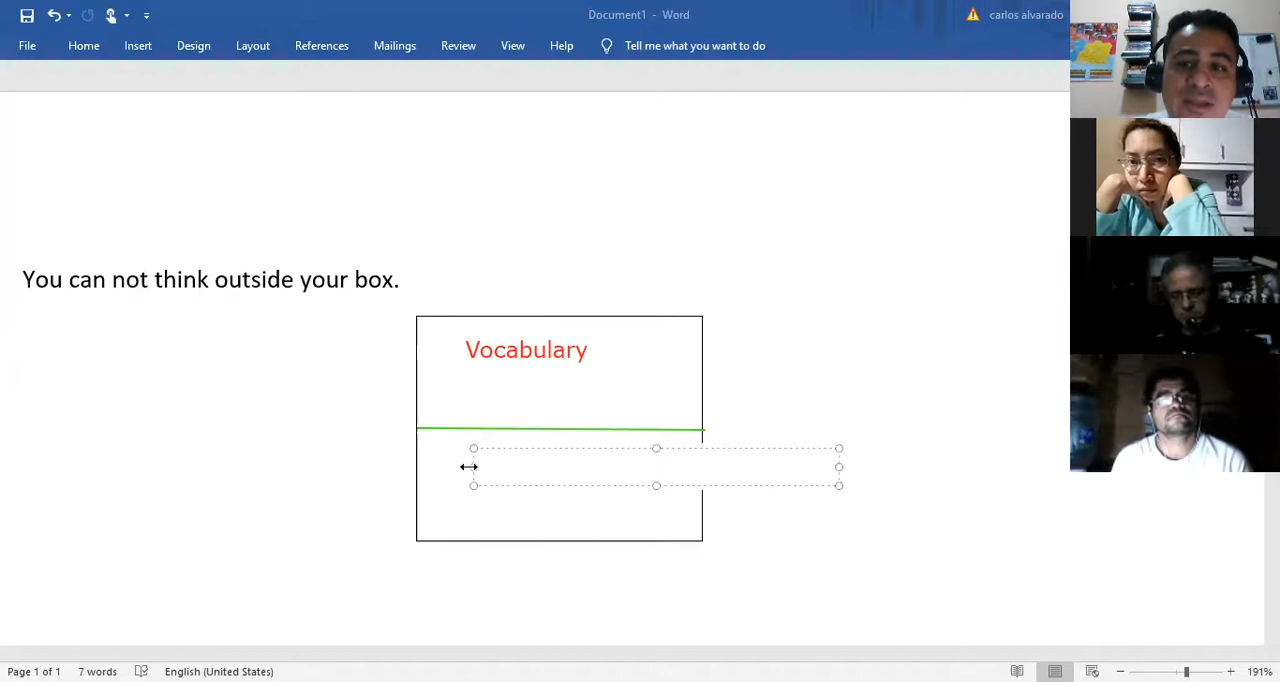 Document1 - Word
carlos alvarado
File Home Insert Design Layout References Mailings Review View Help Tell me what you want to do
You can not think outside your box.
Vocabulary
Page 1 of 1 7 words English (United States) 191%